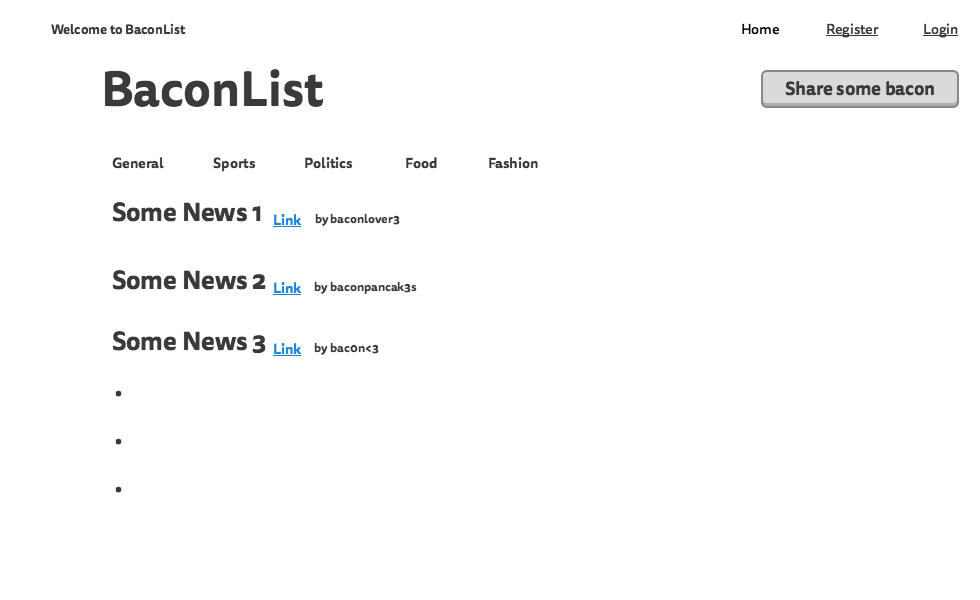 Welcome to BaconList Home Register Login
BaconList Share some bacon
General Sports Politics Food Fashion
Some News 1 Link by baconlover3
Some News 2 Link by baconpancak3s
Some News 3 Link by bac0n<3
•
•
•